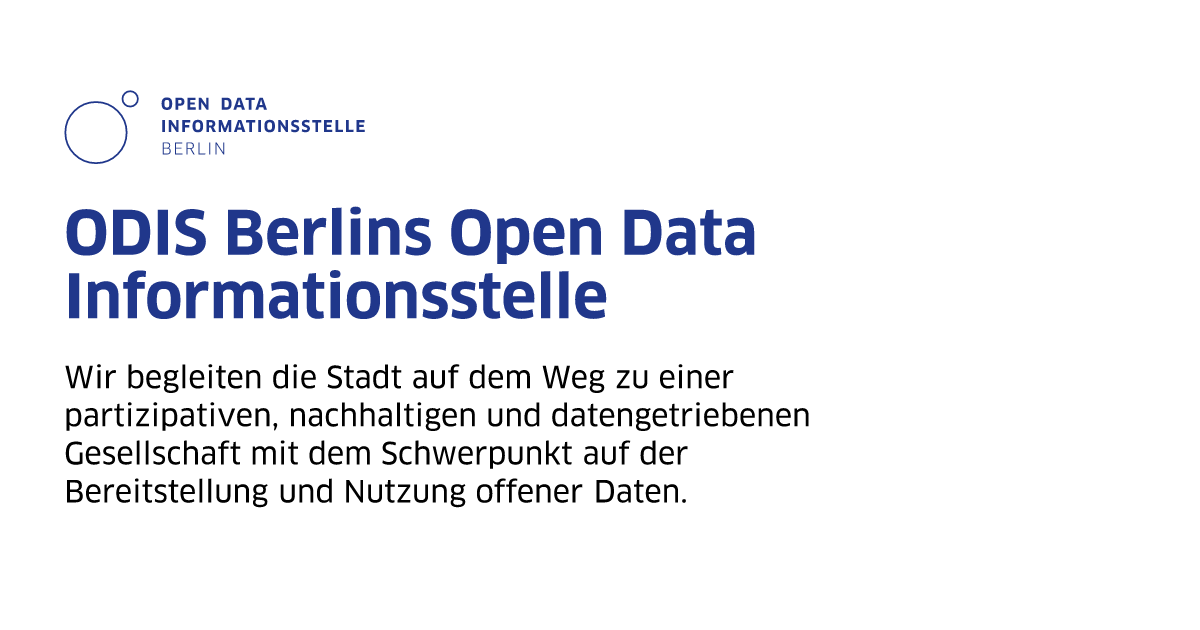 OPEN DATA
INFORMATIONSSTELLE
BERLIN
ODIS Berlins Open Data
Informationsstelle
Wir begleiten die Stadt auf dem Weg zu einer
partizipativen, nachhaltigen und datengetriebenen
Gesellschaft mit dem Schwerpunkt auf der
Bereitstellung und Nutzung offener Daten.